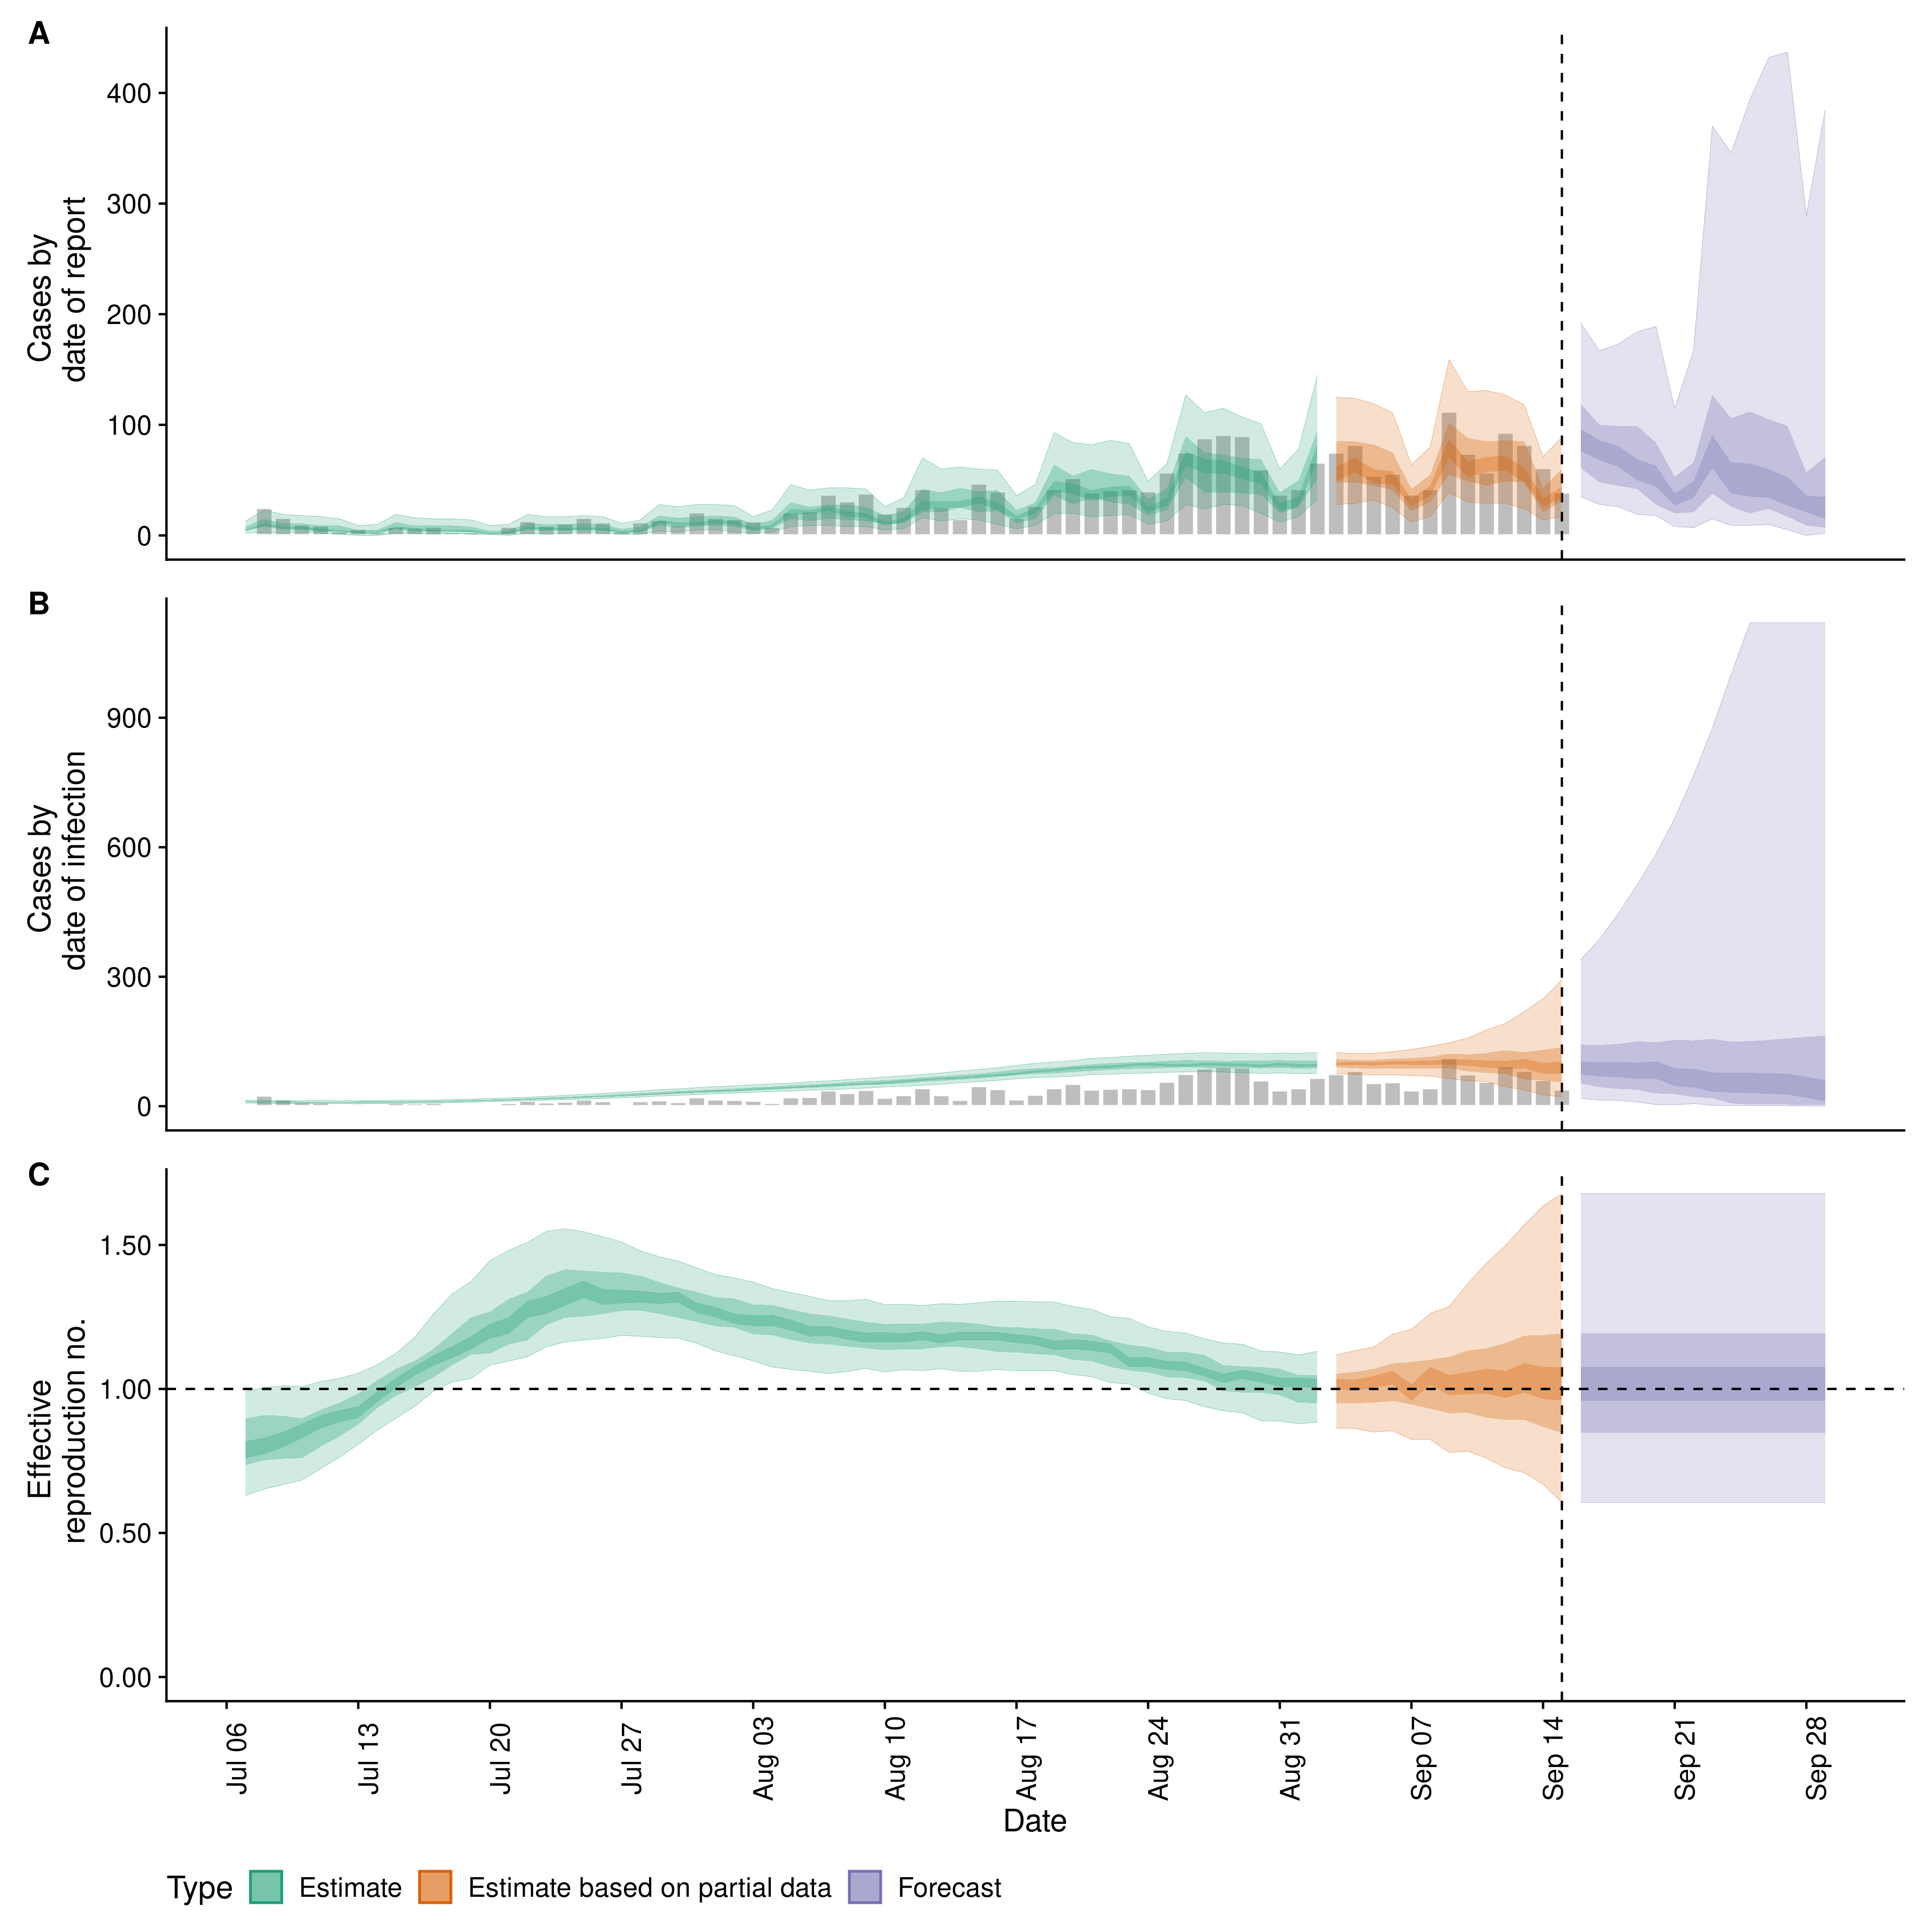 A
Cases by
date of report
400
300
200
100
0
B
Cases by
date of infection
900
600
300
0
C
Effective
reproduction no.
1.50
1.00
0.50
0.00
Jul 06
Jul 13
Jul 20
Jul 27
Aug 03
Aug 10
Aug 17
Aug 24
Aug 31
Sep 07
Sep 14
Sep 21
Sep 28
Date
Type
Estimate
Estimate based on partial data
Forecast